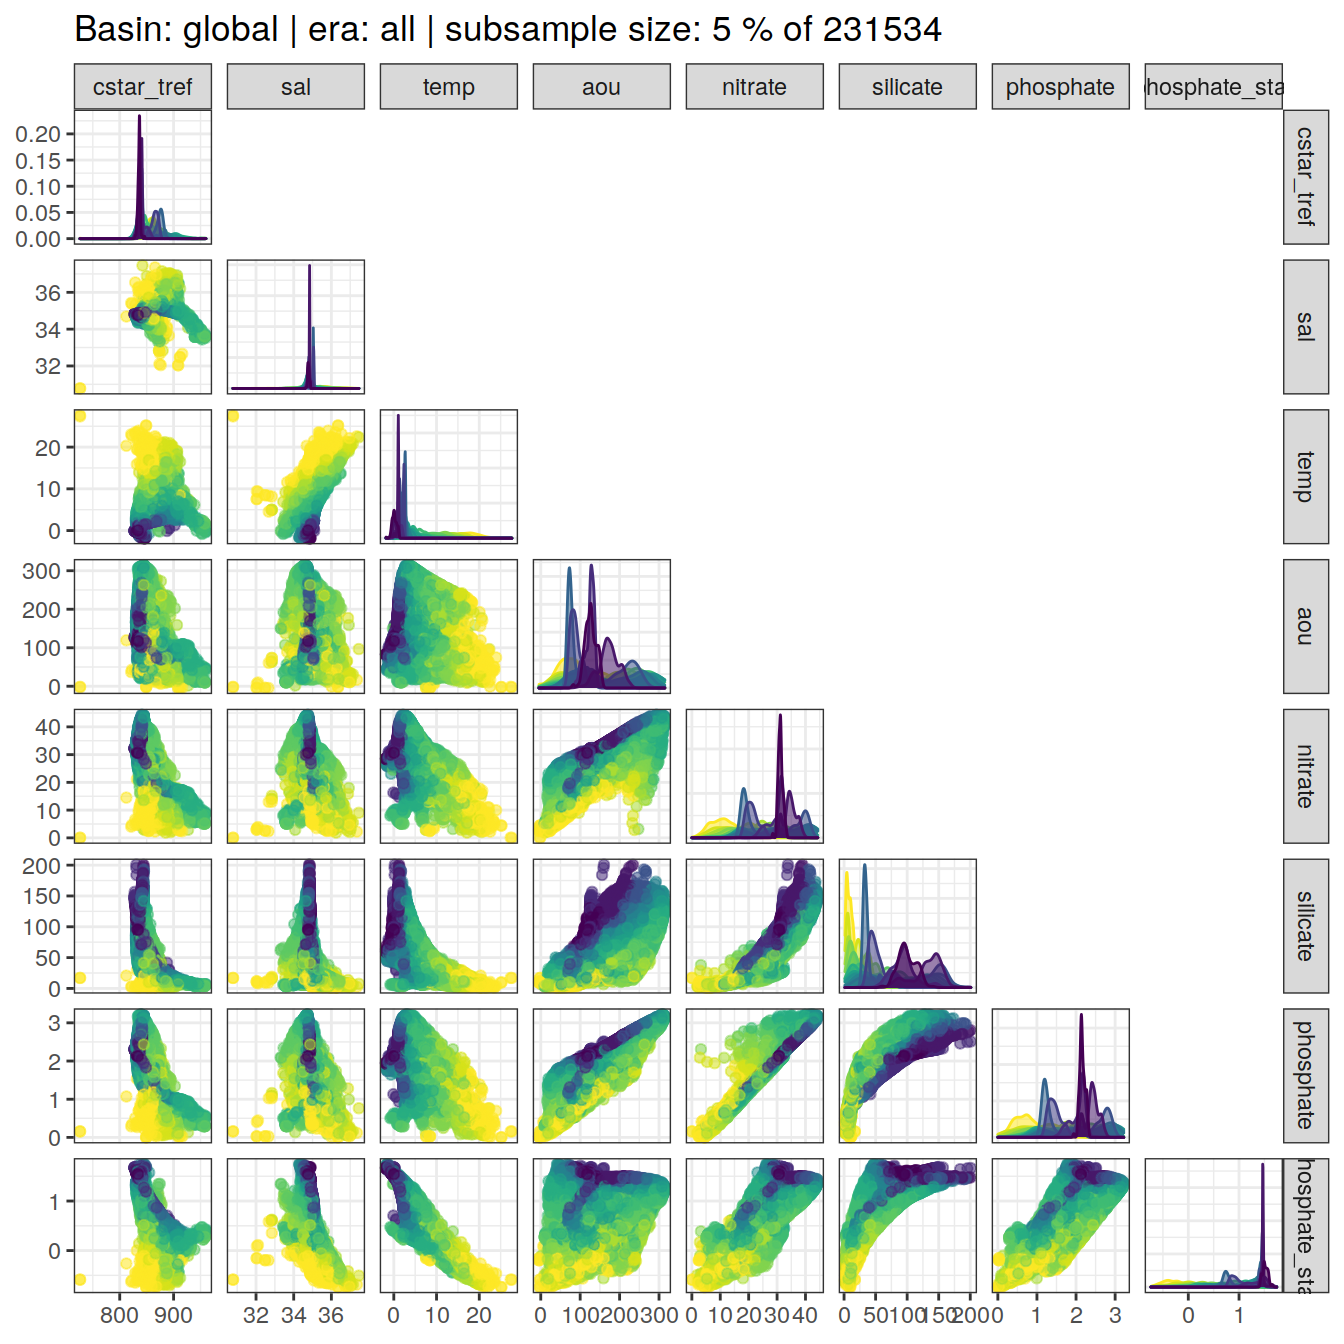 Basin: global | era: all | subsample size: 5 % of 231534
cstar_tref sal temp aou nitrate silicate phosphate hosphate_sta
0.20
0.15
0.10
0.05
0.00
cstar_tref
36
34
32
sal
20
10
0
temp
300
200
100
0
aou
40
30
20
10
0
nitrate
200
150
100
50
0
silicate
3
2
1
0
phosphate
1
0
hosphate_sta
800 900 32 34 36 0 10 20 0 100 200 300 0 10 20 30 40 0 50 100 150 200 0 1 2 3 0 1